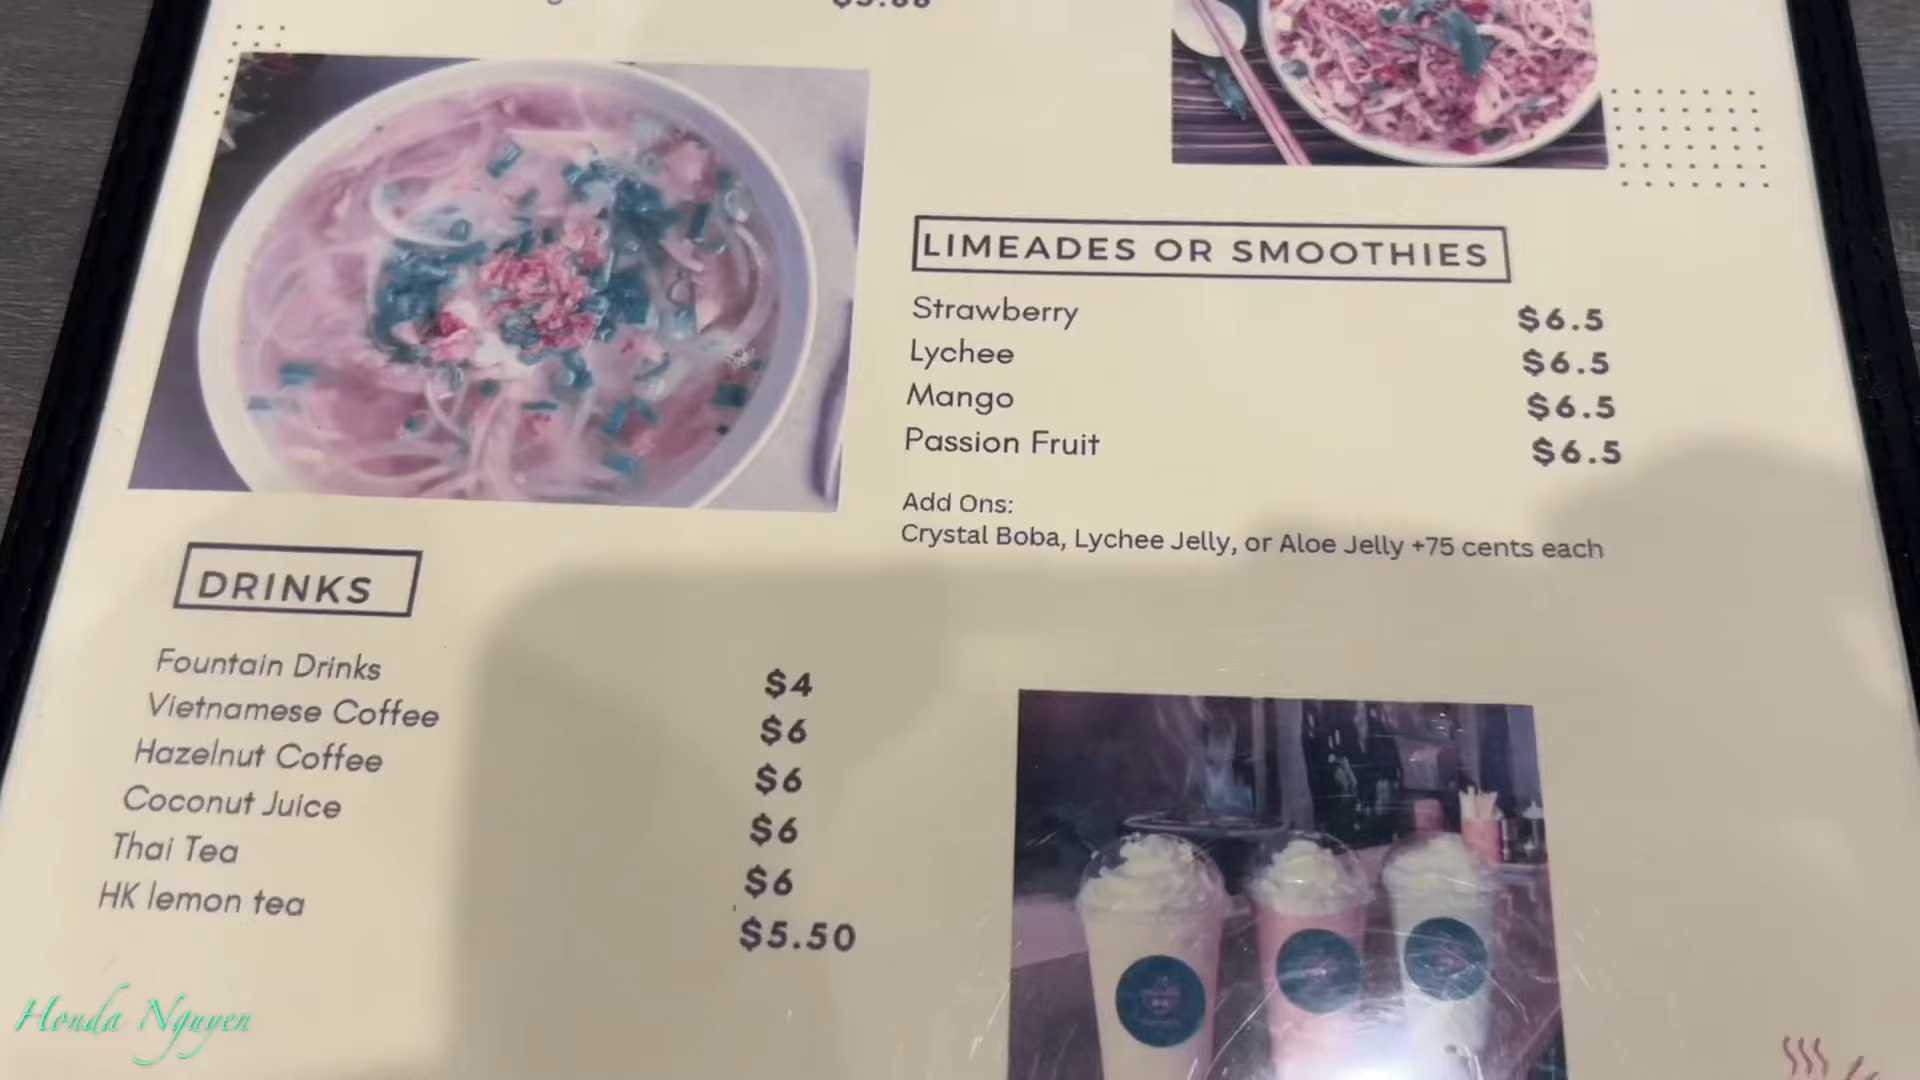 LIMEADES OR SMOOTHIES
Strawberry $6.5
Lychee $6.5
Mango $6.5
Passion Fruit $6.5
Add Ons:
Crystal Boba, Lychee Jelly, or Aloe Jelly +75 cents each
DRINKS
Fountain Drinks $4
Vietnamese Coffee $6
Hazelnut Coffee $6
Coconut Juice $6
Thai Tea $6
HK lemon tea $5.50
Honda Nguyen